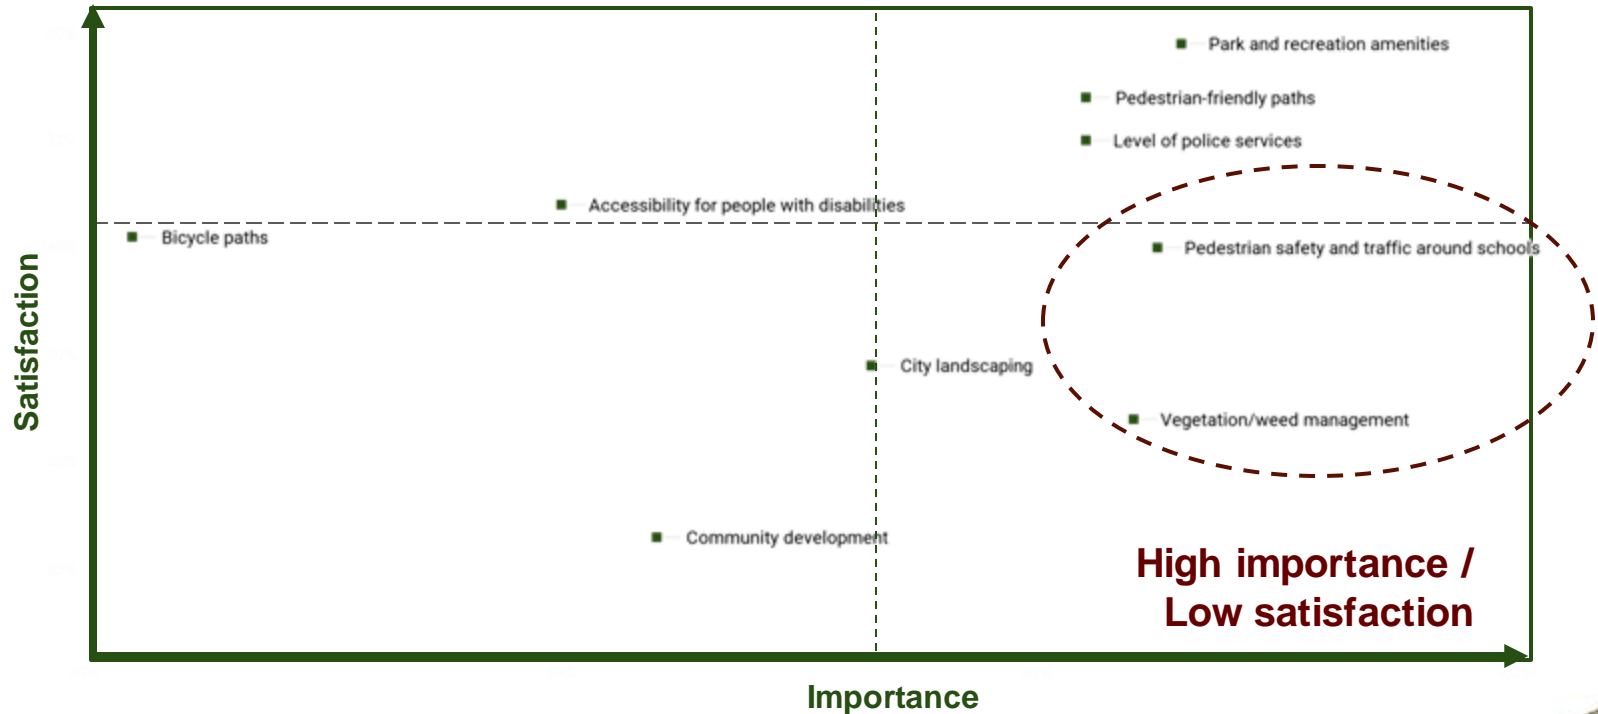 Park and recreation amenities
Pedestrian-friendly paths
Level of police services
Accessibility for people with disabilities
Bicycle paths
Pedestrian safety and traffic around schools
Satisfaction
City landscaping
Vegetation/weed management
Community development
High importance /
Low satisfaction
Importance